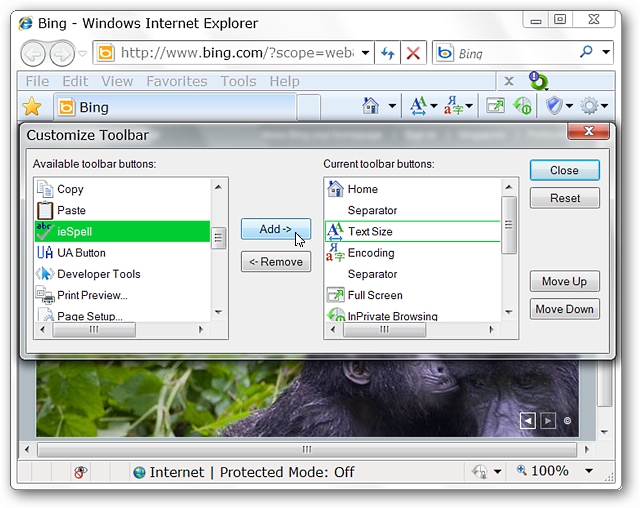 Bing - Windows Internet Explorer
http://www.bing.com/?scope=web&
Bing
File Edit View Favorites Tools Help
x
Bing
Customize Toolbar
Available toolbar buttons:
Current toolbar buttons:
Close
Copy
Home
Reset
Paste
Separator
abc
ieSpell
Add ->
Text Size
UA UA Button
Encoding
Developer Tools
<- Remove
Separator
Print Preview...
Full Screen
Move Up
Page Setup...
InPrivate Browsing
Move Down
©
Internet | Protected Mode: Off
100%